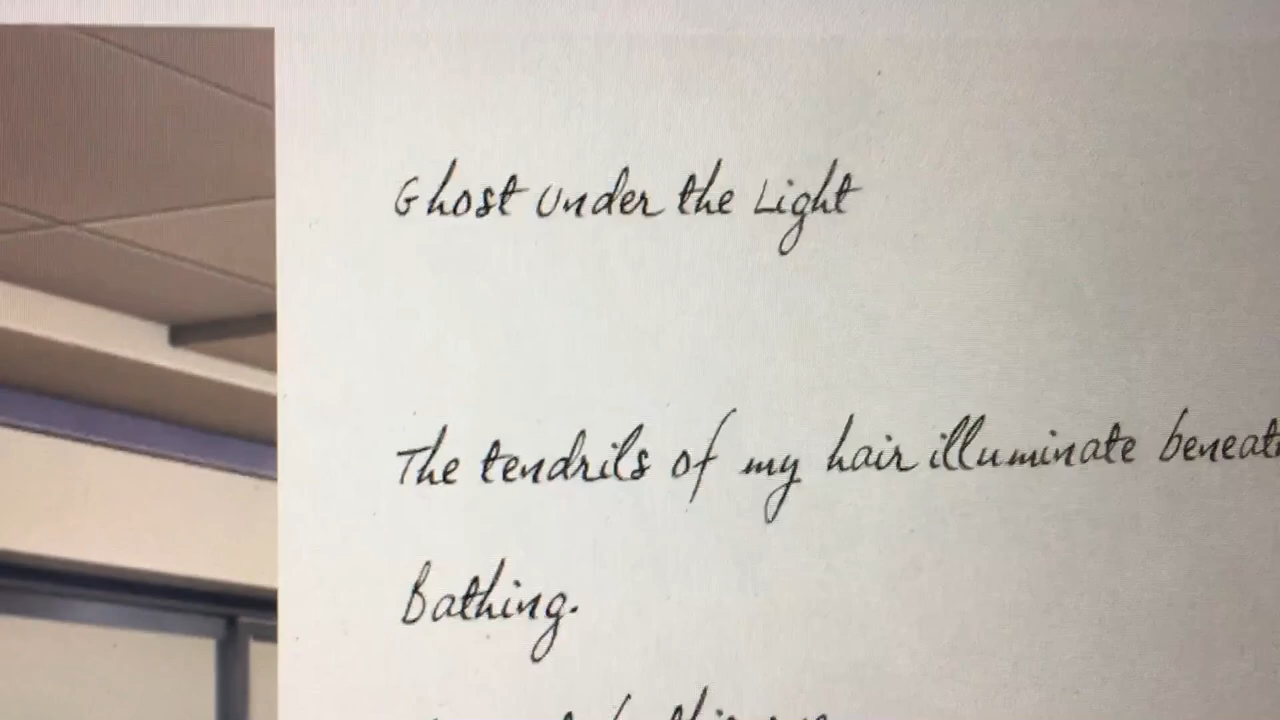 Ghost Under the Light
The tendrils of my hair illuminate
Bathing.